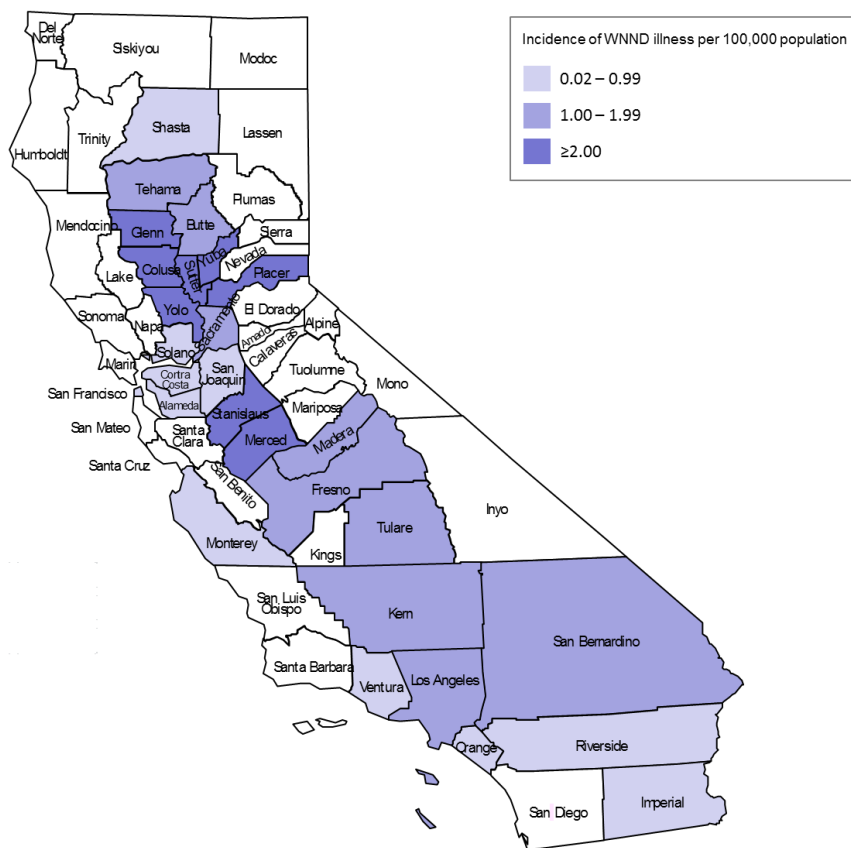 Incidence of WNND illness per 100,000 population
0.02 – 0.99
1.00 – 1.99
≥2.00
Del
Norte
Siskiyou
Modoc
Humboldt
Trinity
Shasta
Lassen
Tehama
Plumas
Mendocino
Glenn
Butte
Sierra
Lake
Colusa
Sutter
Yuba
Nevada
Placer
Sonoma
Napa
Yolo
Sacramento
El Dorado
Alpine
Amador
Calaveras
Marin
Solano
Contra
Costa
San
Joaquin
Tuolumne
Mono
San Francisco
Alameda
Stanislaus
Mariposa
San Mateo
Santa
Clara
Merced
Madera
Santa Cruz
San Benito
Fresno
Inyo
Monterey
Kings
Tulare
San Luis
Obispo
Kern
San Bernardino
Santa Barbara
Ventura
Los Angeles
Orange
Riverside
San Diego
Imperial